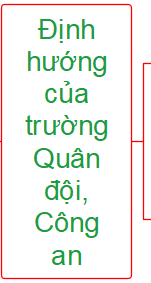 Định
hướng
của
trường
Quân
đội,
Công
an